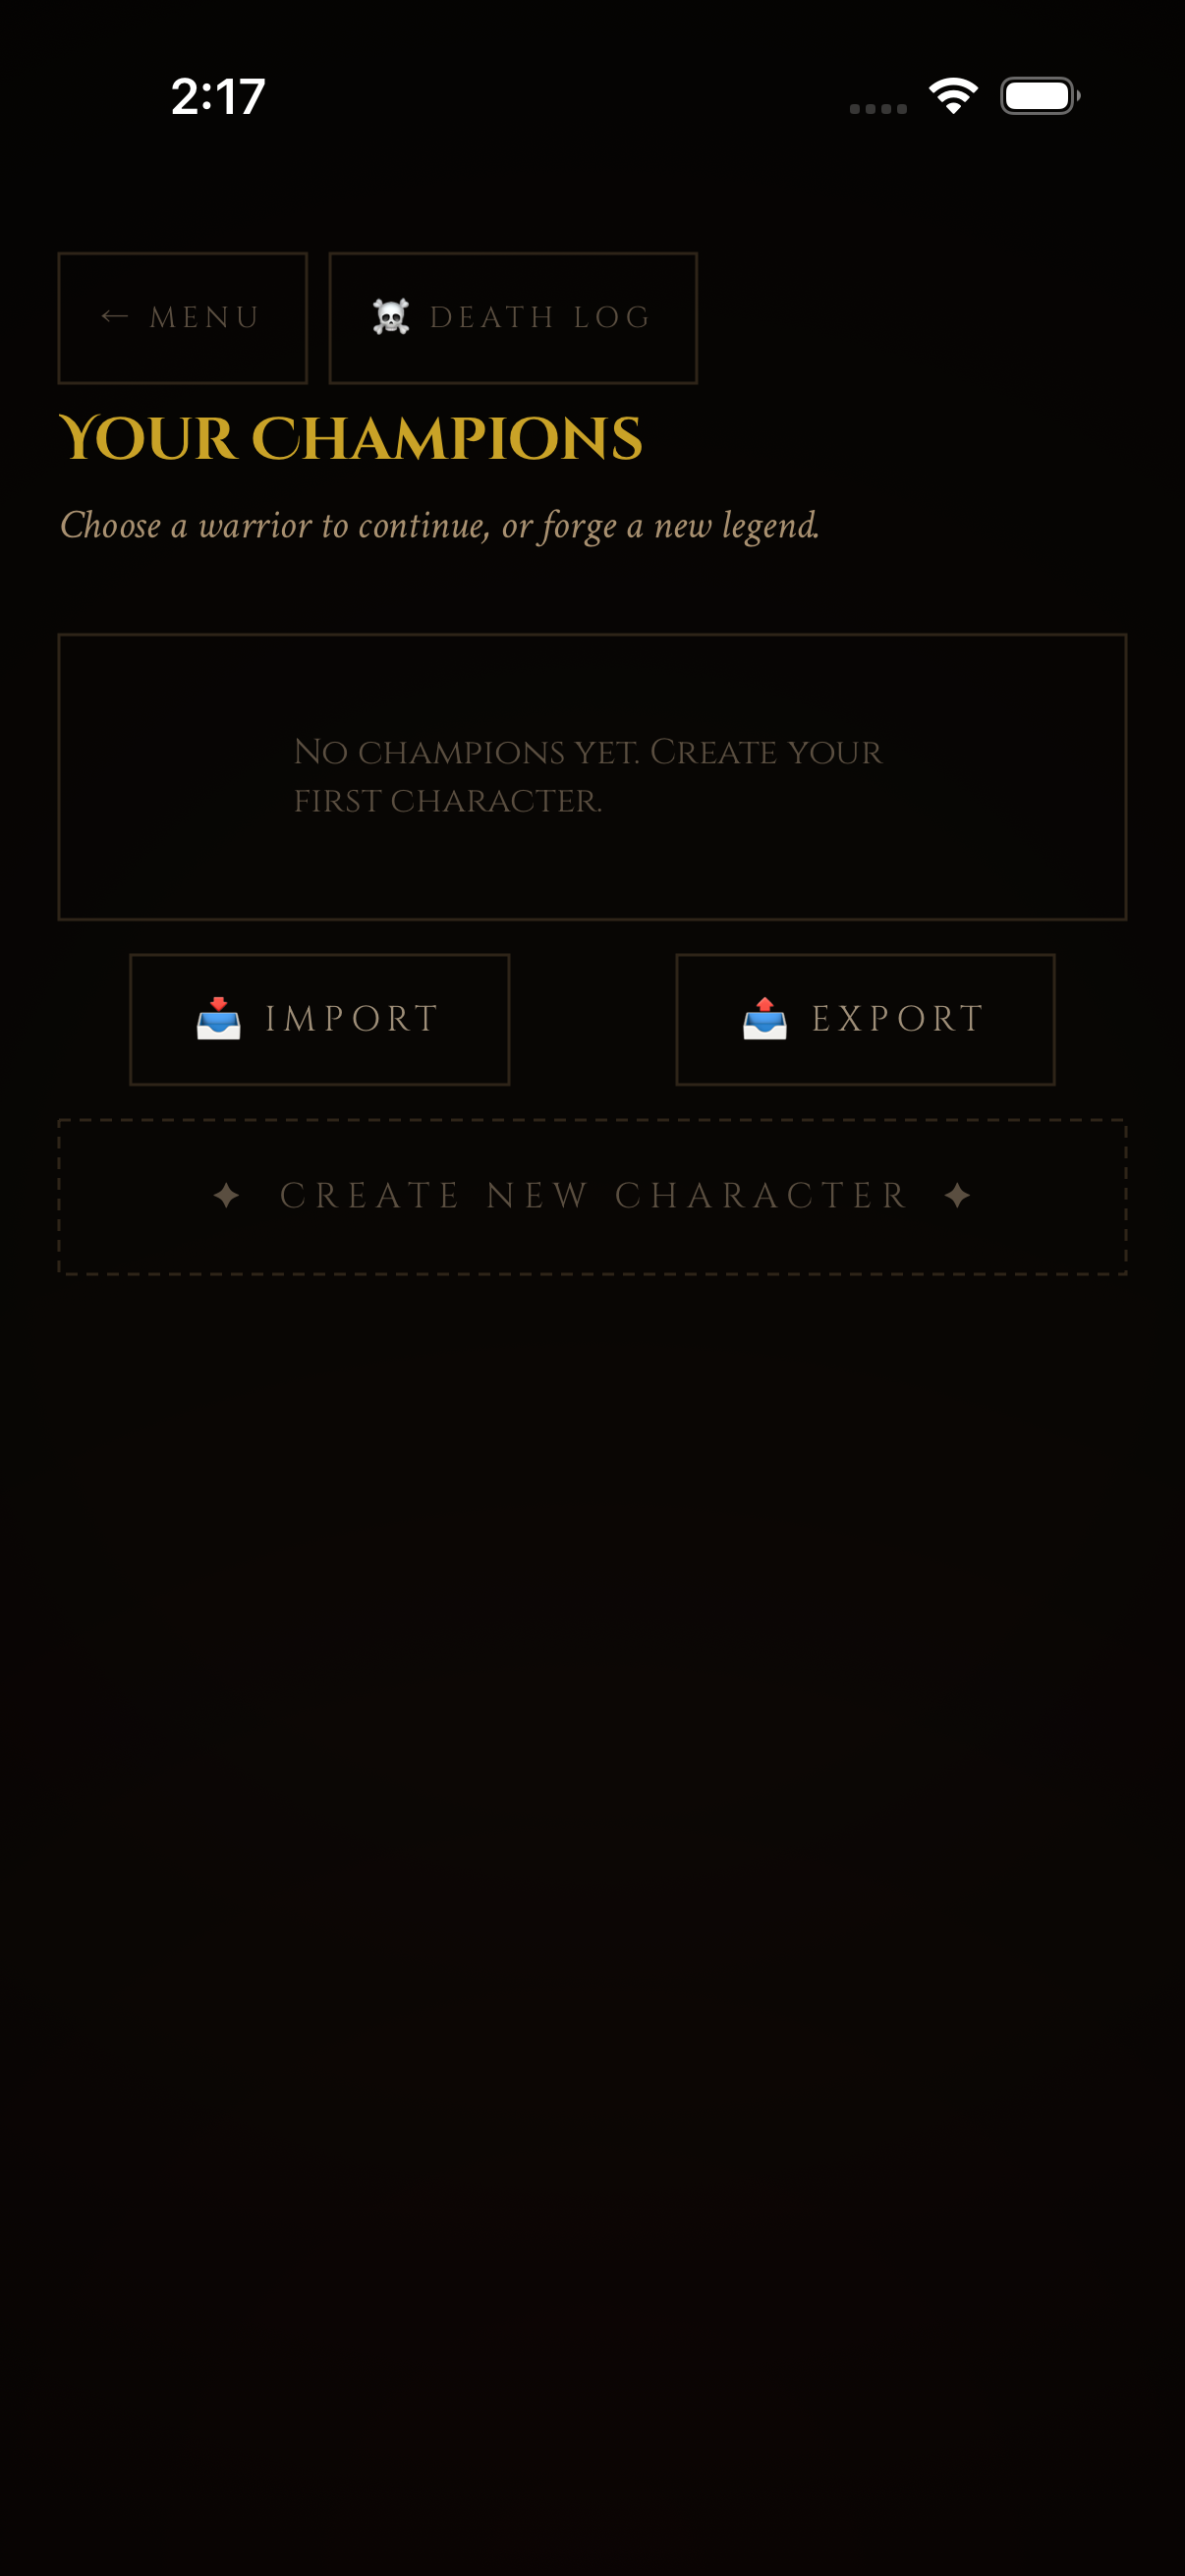 2:17
← MENU
☠️ DEATH LOG
Your Champions
Choose a warrior to continue, or forge a new legend.
No champions yet. Create your
first character.
📥 IMPORT
📤 EXPORT
✦ CREATE NEW CHARACTER ✦